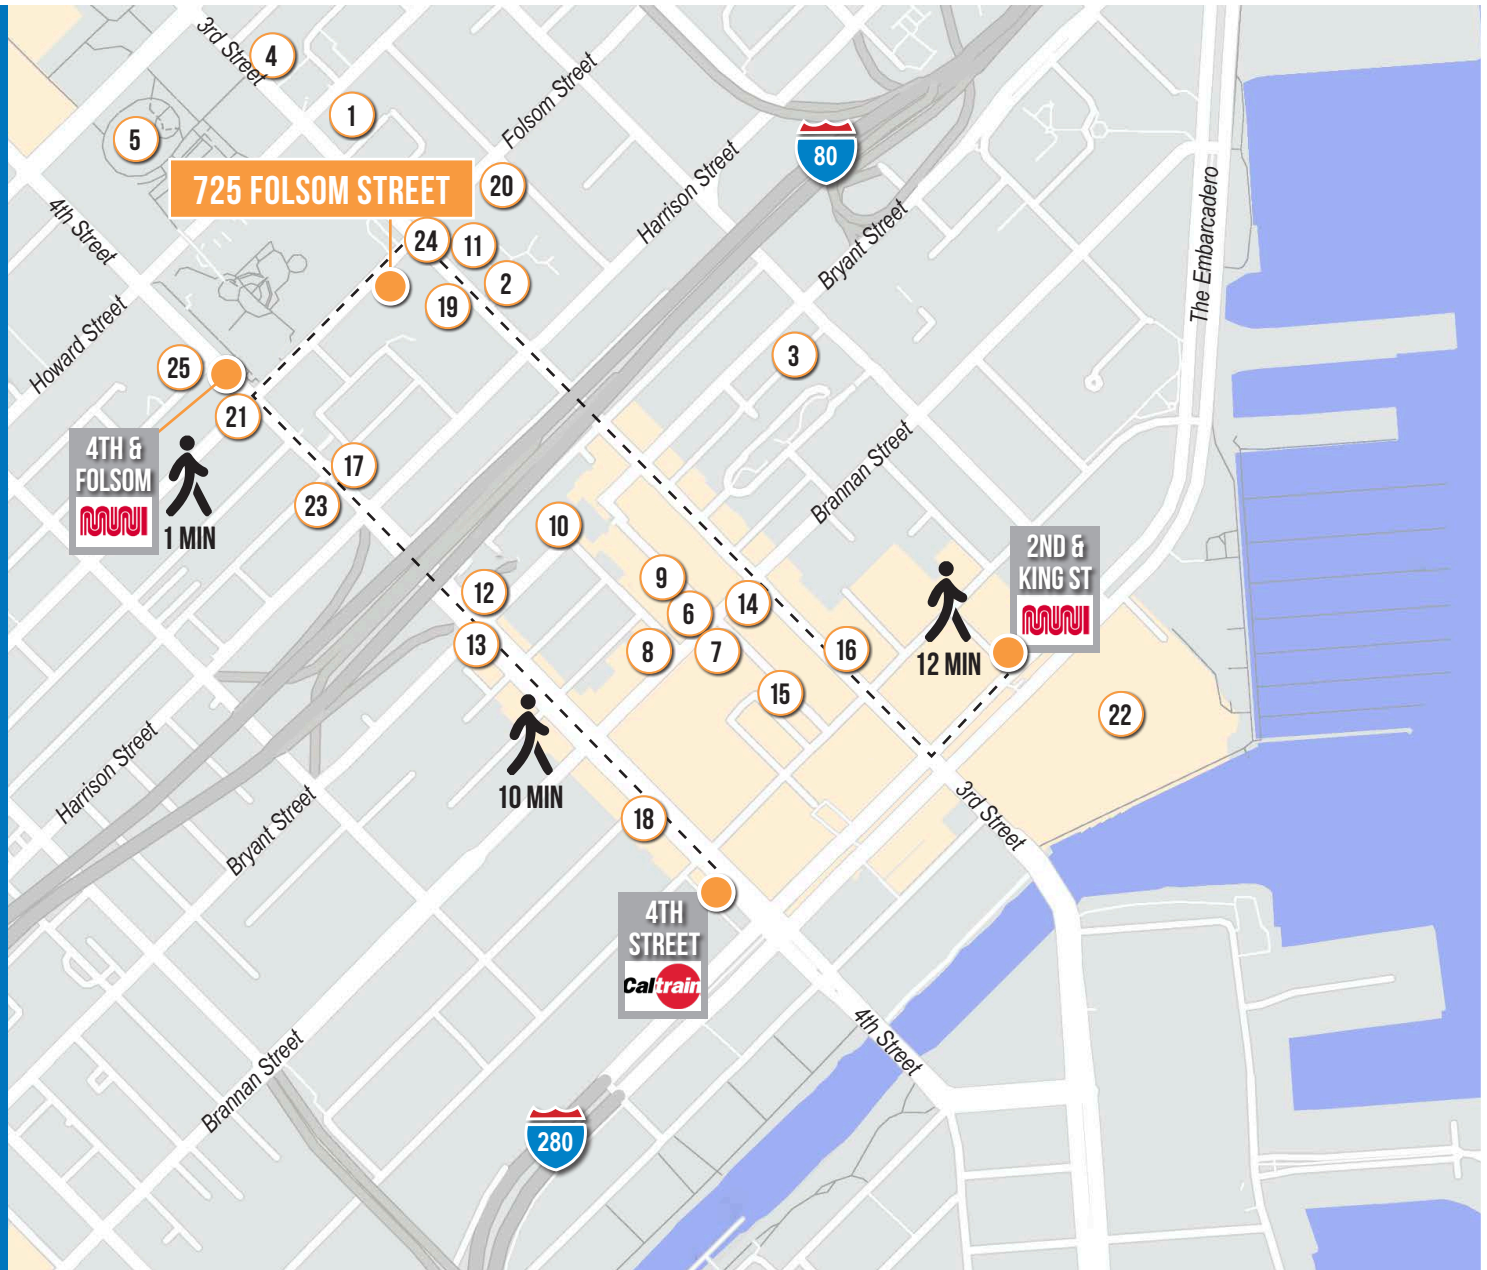 3rd Street
4
1
5
Folsom Street
80
725 FOLSOM STREET
20
Harrison Street
4th Street
The Embarcadero
Bryant Street
24
11
2
19
Howard Street
3
25
21
4TH &
FOLSOM
MUNI
1 MIN
17
23
Brannan Street
10
2ND &
KING ST
MUNI
9
12
6
14
13
8
7
16
12 MIN
15
22
10 MIN
Harrison Street
Bryant Street
18
3rd Street
4TH
STREET
Caltrain
4th Street
Brannan Street
280